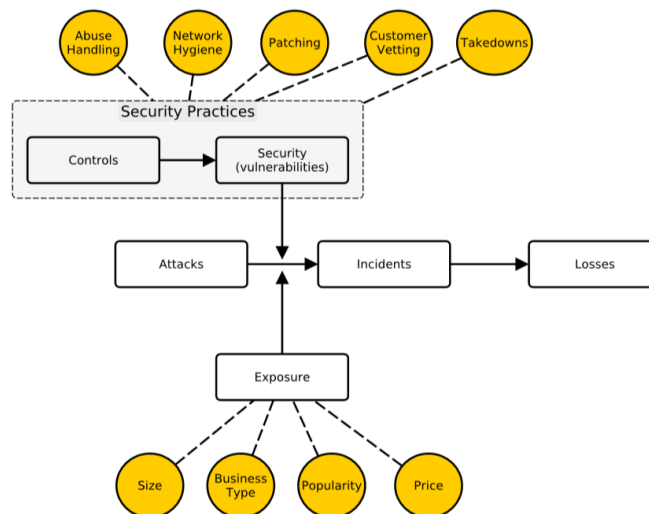 Abuse
Handling
Network
Hygiene
Patching
Customer
Vetting
Takedowns
Security Practices
Controls
Security
(vulnerabilities)
Attacks
Incidents
Losses
Exposure
Size
Business
Type
Popularity
Price